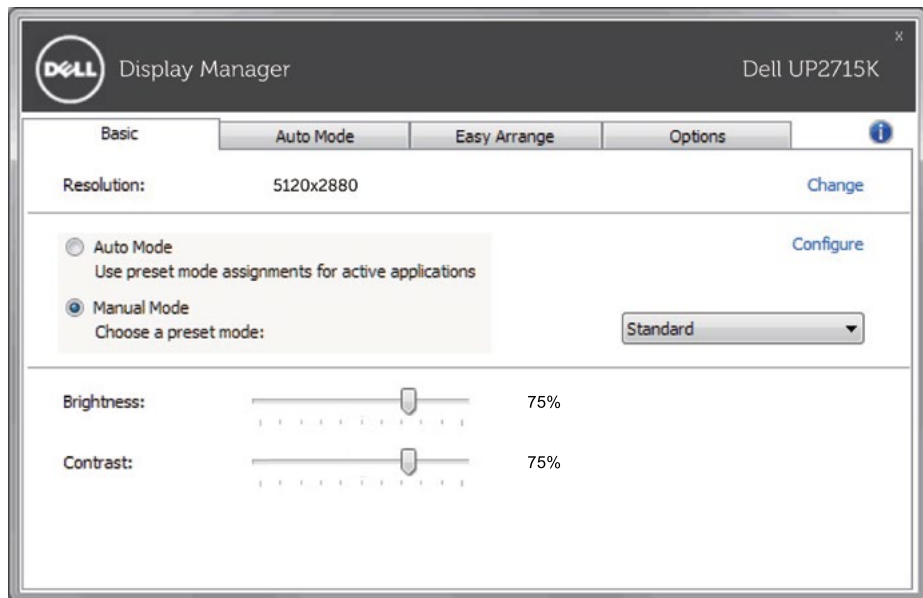 x
DELL Display Manager Dell UP2715K
Basic Auto Mode Easy Arrange Options i
Resolution: 5120x2880 Change
Auto Mode Configure
Use preset mode assignments for active applications
Manual Mode
Choose a preset mode: Standard
Brightness: 75%
Contrast: 75%